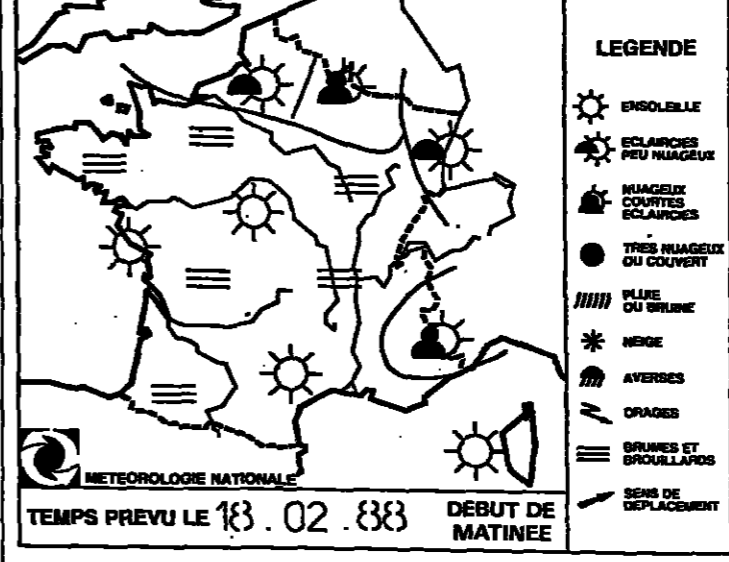 LEGENDE
ENSOLEILLE
ECLAIRCIES
PEU NUAGEUX
NUAGEUX
COURTES
ECLAIRCIES
TRES NUAGEUX
OU COUVERT
PLUIE
OU BRUINE
NEIGE
AVERSES
ORAGES
BRUMES ET
BROUILLARDS
SENS DE
DEPLACEMENT
METEOROLOGIE NATIONALE
TEMPS PREVU LE 18.02.88 DEBUT DE
MATINEE